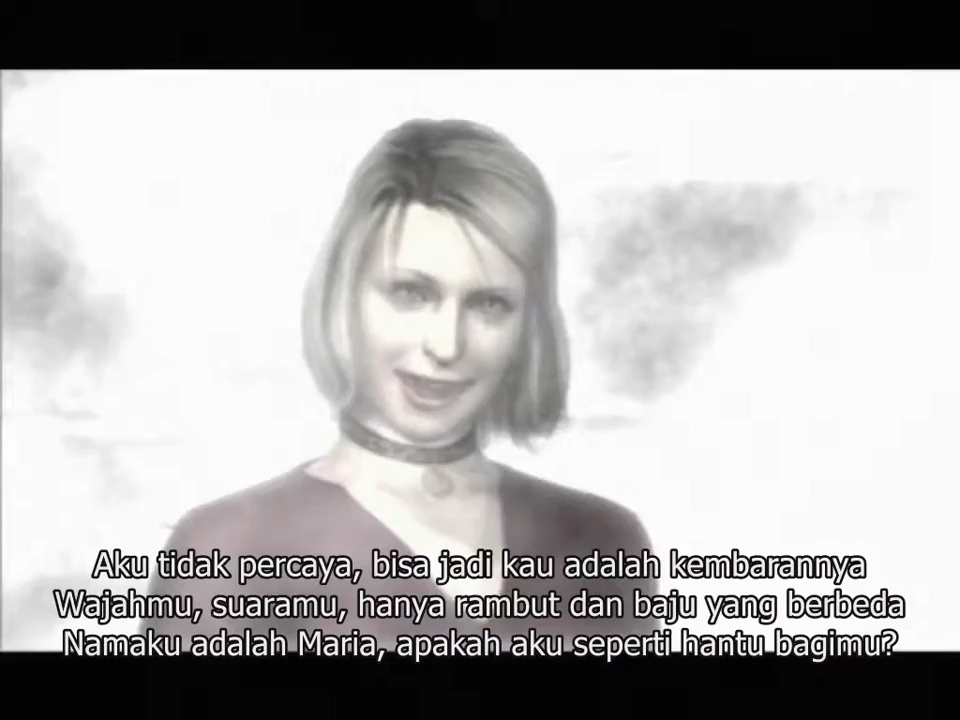 Aku tidak percaya, bisa jadi kau adalah kembarannya
Wajahmu, suaramu, hanya rambut dan baju yang berbeda
Namaku adalah Maria, apakah aku seperti hantu bagimu?